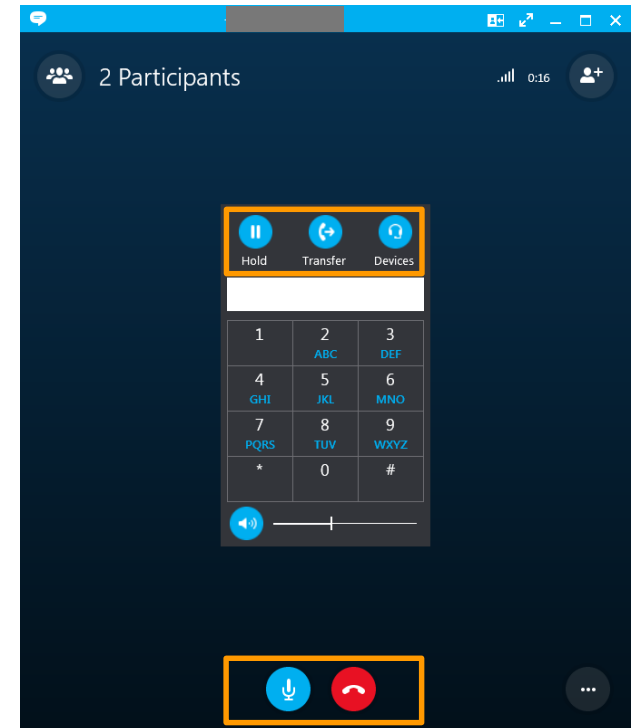 2 Participants
0:16
Hold Transfer Devices
1 2 3
ABC DEF
4 5 6
GHI JKL MNO
7 8 9
PQRS TUV WXYZ
* 0 #